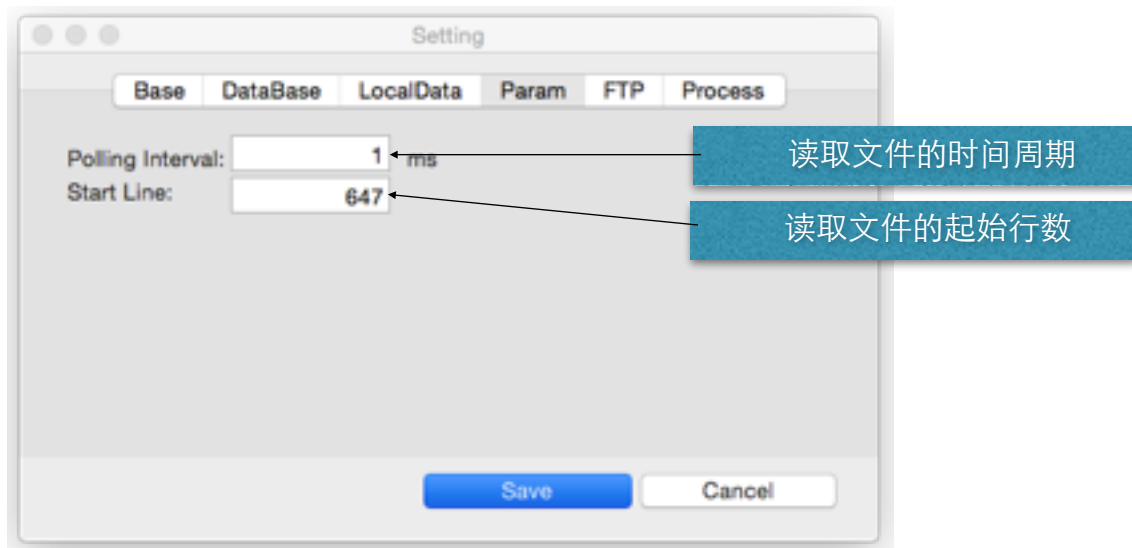 Setting
Base DataBase LocalData Param FTP Process
Polling Interval: 1 ms
读取文件的时间周期
Start Line: 647
读取文件的起始行数
Save Cancel